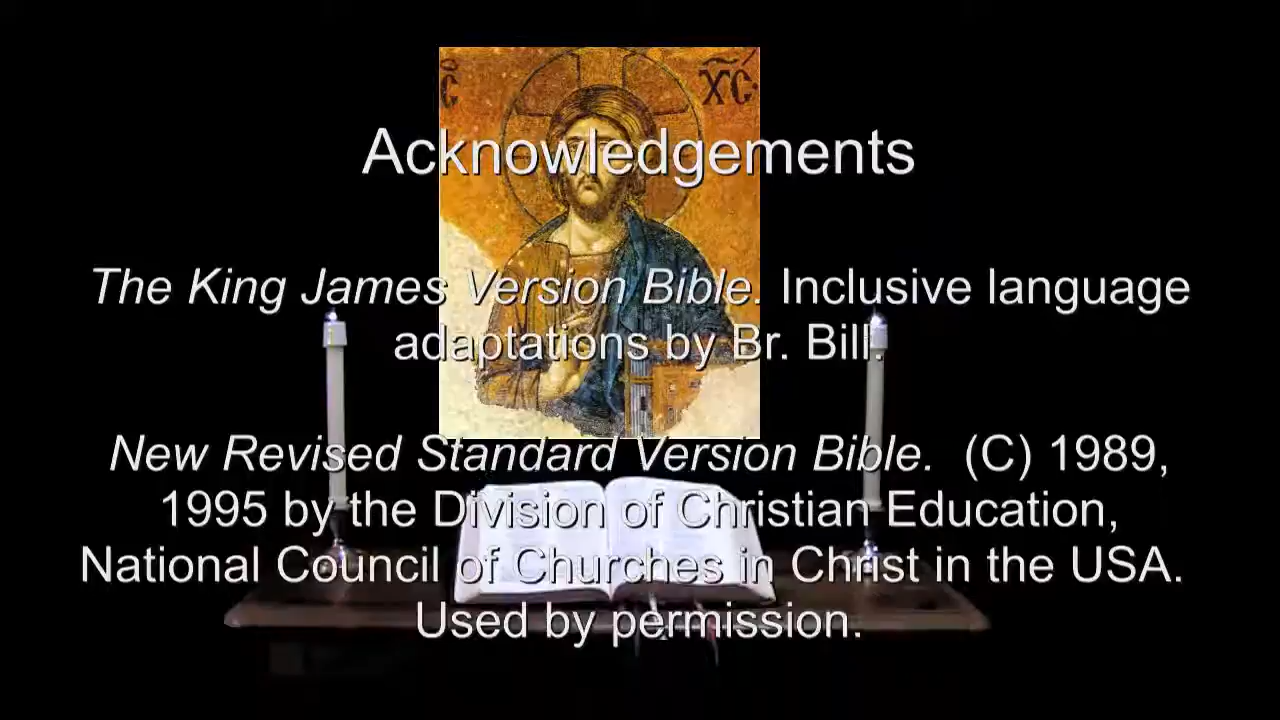 C XC
Acknowledgements
The King James Version Bible. Inclusive language
adaptations by Br. Bill.
New Revised Standard Version Bible. (C) 1989,
1995 by the Division of Christian Education,
National Council of Churches in Christ in the USA.
Used by permission.